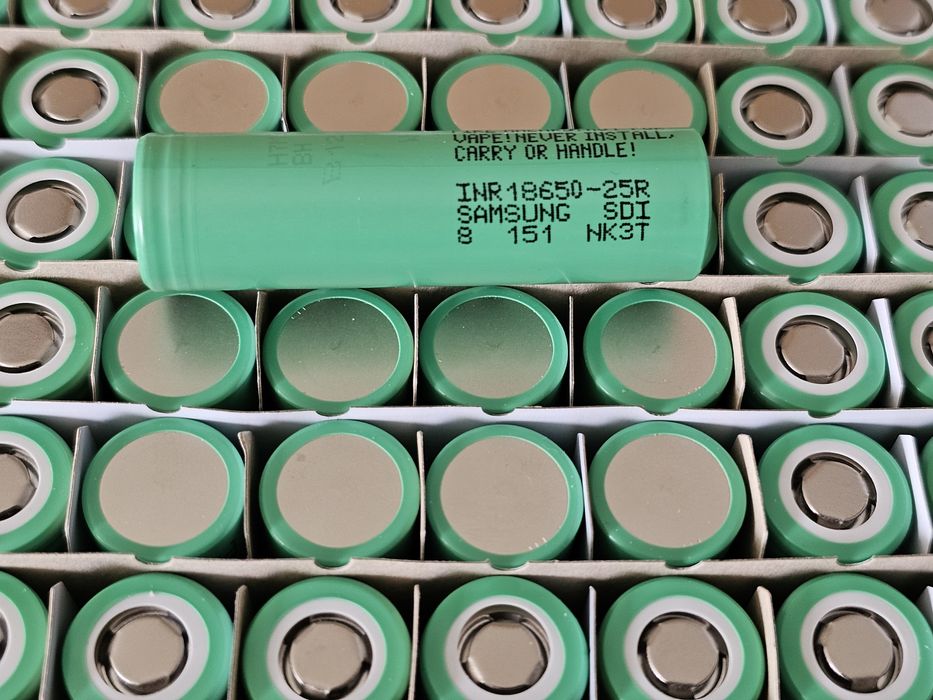 VAPE! NEVER INSTALL,
CARRY OR HANDLE!
INR18650-25R
SAMSUNG SDI
8 151 NK3T